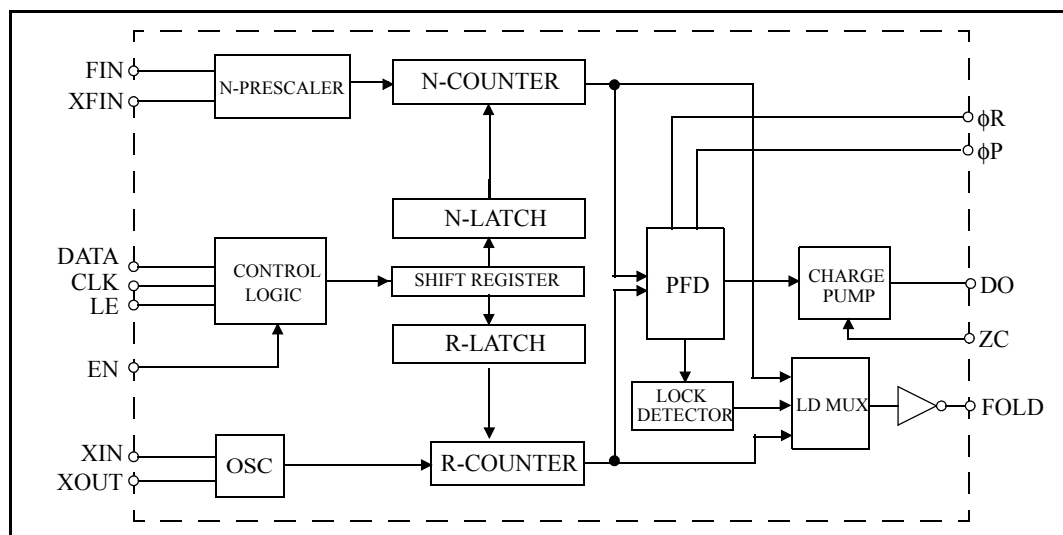 FIN
XFIN
N-PRESCALER
N-COUNTER
ϕR
ϕP
N-LATCH
DATA
CLK
LE
CONTROL
LOGIC
SHIFT REGISTER
PFD
CHARGE
PUMP
DO
ZC
R-LATCH
EN
LOCK
DETECTOR
LD MUX
FOLD
XIN
XOUT
OSC
R-COUNTER